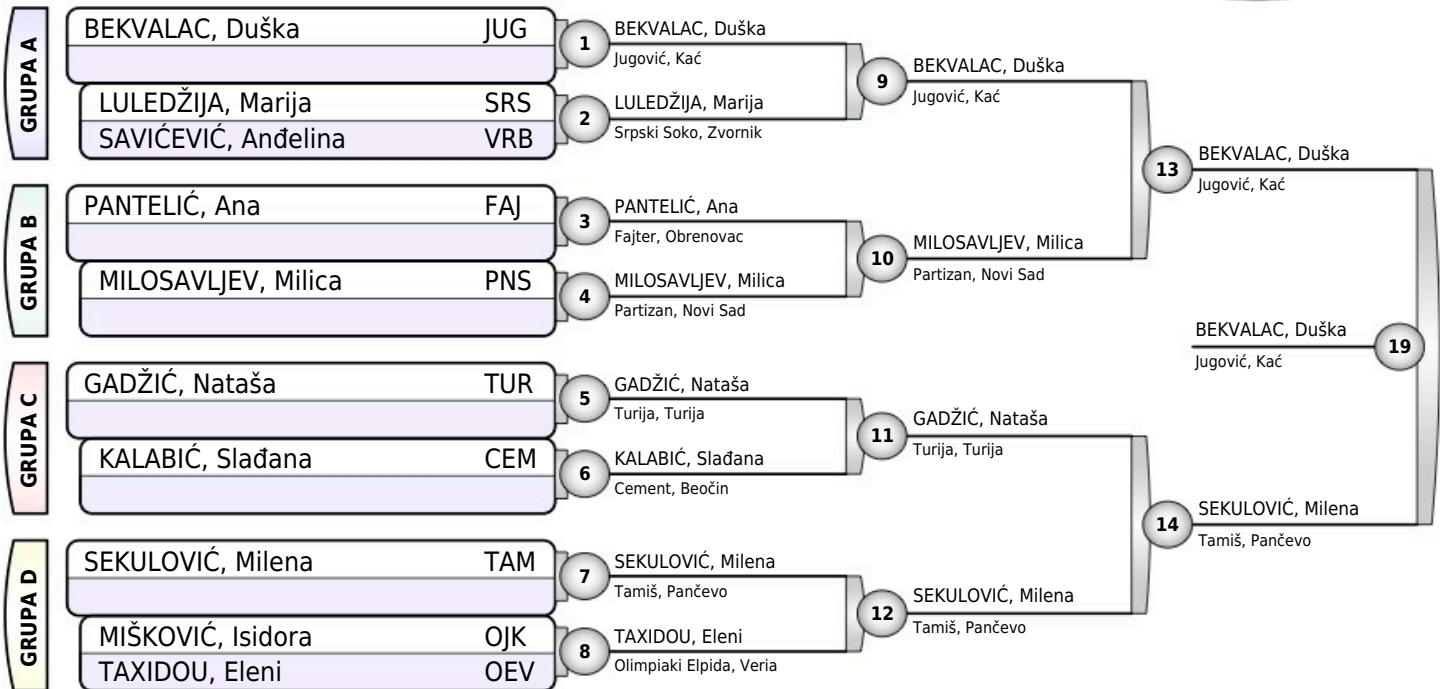 GRUPA A
BEKVALAC, Duška JUG
LULEDŽIJA, Marija SRS
SAVIĆEVIĆ, Anđelina VRB
GRUPA B
PANTELIĆ, Ana FAJ
MILOSAVLJEV, Milica PNS
GRUPA C
GADŽIĆ, Nataša TUR
KALABIĆ, Slađana CEM
GRUPA D
SEKULOVIĆ, Milena TAM
MIŠKOVIĆ, Isidora OJK
TAXIDOU, Eleni OEV
1
BEKVALAC, Duška
Jugović, Kać
2
LULEDŽIJA, Marija
Srpski Soko, Zvornik
3
PANTELIĆ, Ana
Fajter, Obrenovac
4
MILOSAVLJEV, Milica
Partizan, Novi Sad
5
GADŽIĆ, Nataša
Turija, Turija
6
KALABIĆ, Slađana
Cement, Beočin
7
SEKULOVIĆ, Milena
Tamiš, Pančevo
8
TAXIDOU, Eleni
Olimpiaki Elpida, Veria
9
BEKVALAC, Duška
Jugović, Kać
10
MILOSAVLJEV, Milica
Partizan, Novi Sad
11
GADŽIĆ, Nataša
Turija, Turija
12
SEKULOVIĆ, Milena
Tamiš, Pančevo
13
BEKVALAC, Duška
Jugović, Kać
14
SEKULOVIĆ, Milena
Tamiš, Pančevo
BEKVALAC, Duška
Jugović, Kać
19